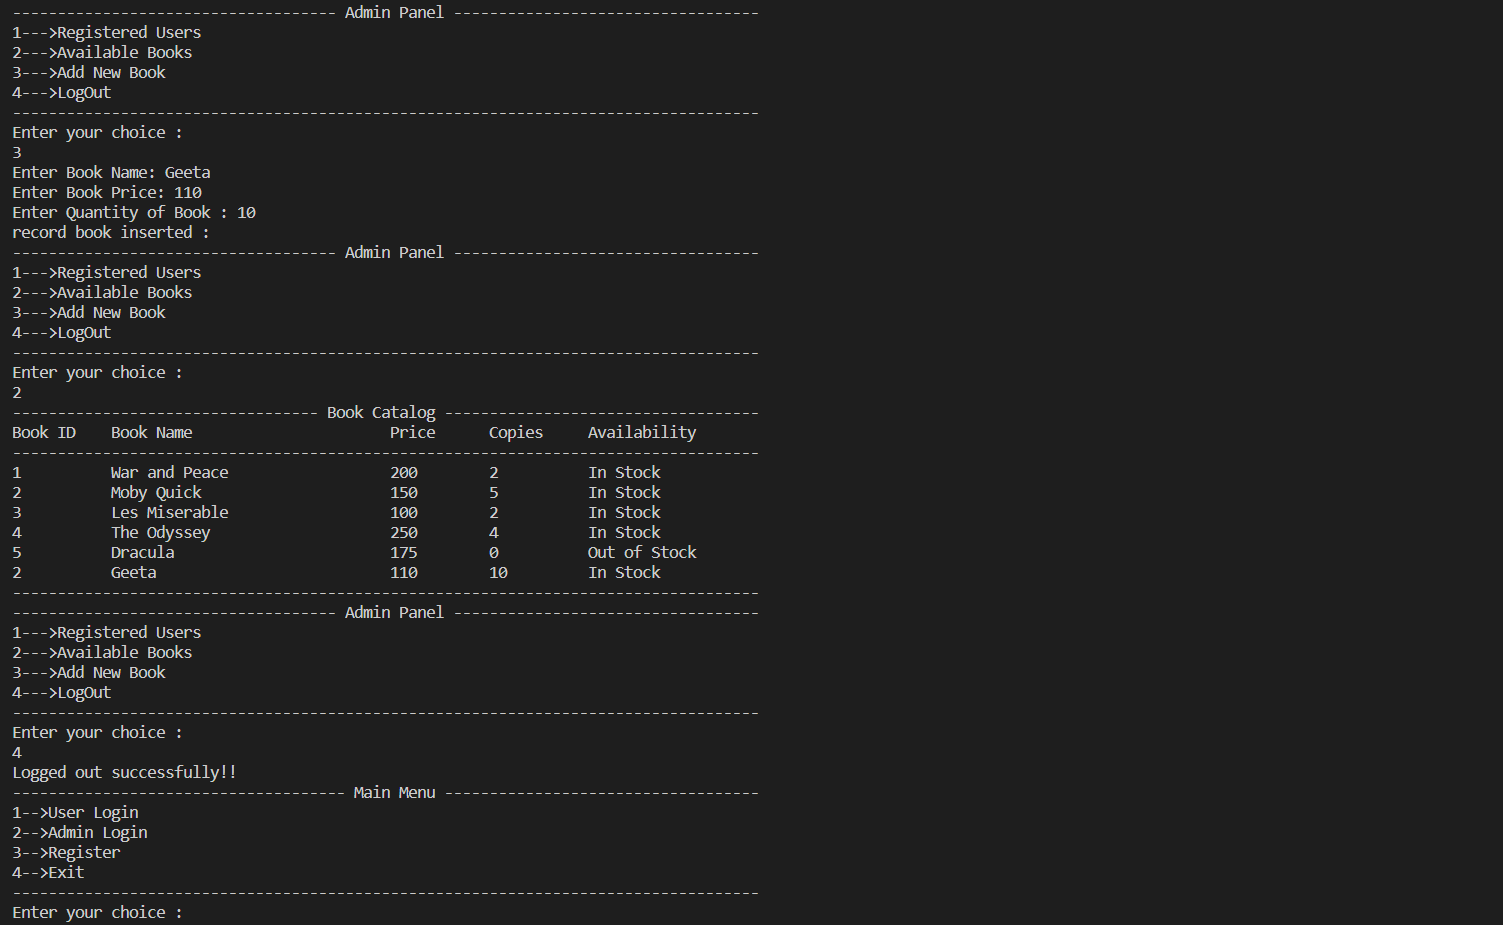 ------------------------------------ Admin Panel ----------------------------------
1--->Registered Users
2--->Available Books
3--->Add New Book
4--->LogOut
-----------------------------------------------------------------------------------
Enter your choice :
3
Enter Book Name: Geeta
Enter Book Price: 110
Enter Quantity of Book : 10
record book inserted :
------------------------------------ Admin Panel ----------------------------------
1--->Registered Users
2--->Available Books
3--->Add New Book
4--->LogOut
-----------------------------------------------------------------------------------
Enter your choice :
2
---------------------------------- Book Catalog -----------------------------------
Book ID    Book Name                      Price      Copies     Availability
-----------------------------------------------------------------------------------
1          War and Peace                  200        2          In Stock
2          Moby Quick                     150        5          In Stock
3          Les Miserable                  100        2          In Stock
4          The Odyssey                    250        4          In Stock
5          Dracula                        175        0          Out of Stock
2          Geeta                          110        10         In Stock
-----------------------------------------------------------------------------------
------------------------------------ Admin Panel ----------------------------------
1--->Registered Users
2--->Available Books
3--->Add New Book
4--->LogOut
-----------------------------------------------------------------------------------
Enter your choice :
4
Logged out successfully!!
------------------------------------- Main Menu -----------------------------------
1-->User Login
2-->Admin Login
3-->Register
4-->Exit
-----------------------------------------------------------------------------------
Enter your choice :